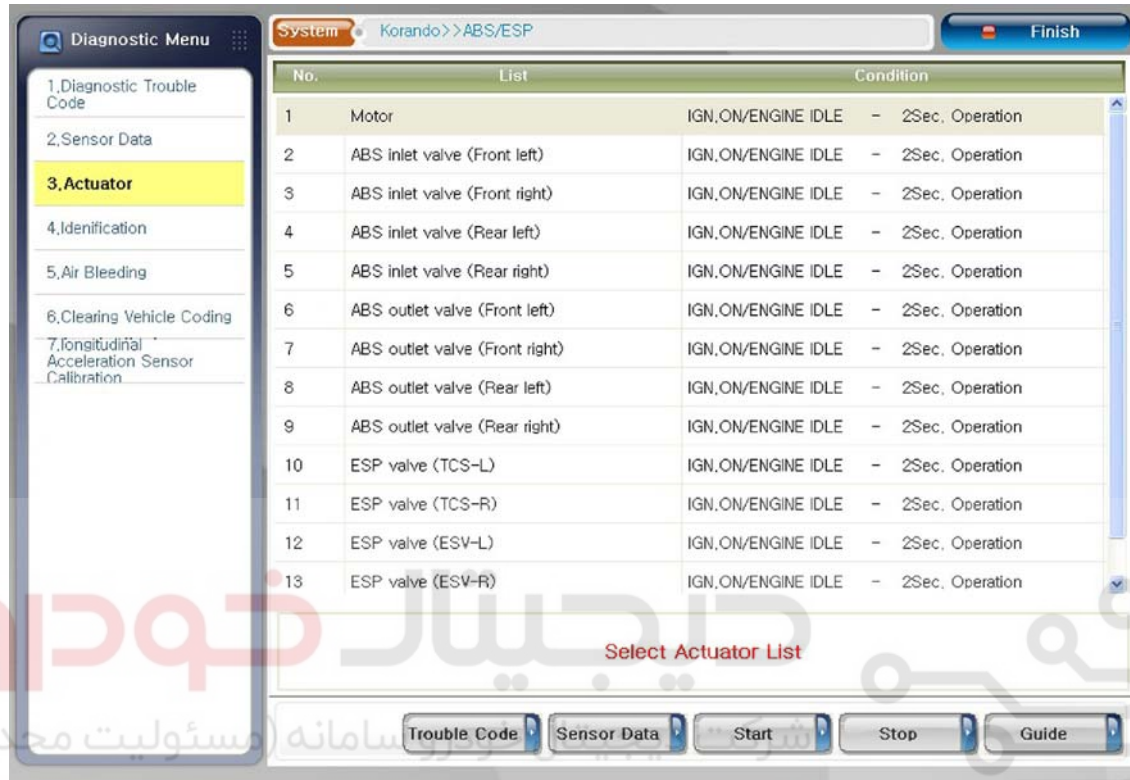 Diagnostic Menu
System
Korando>>ABS/ESP
Finish
1,Diagnostic Trouble
Code
2,Sensor Data
3,Actuator
4,Idenification
5,Air Bleeding
6,Clearing Vehicle Coding
7,longitudinal
Acceleration Sensor
Calibration
No. List Condition
1 Motor IGN,ON/ENGINE IDLE - 2Sec, Operation
2 ABS inlet valve (Front left) IGN,ON/ENGINE IDLE - 2Sec, Operation
3 ABS inlet valve (Front right) IGN,ON/ENGINE IDLE - 2Sec, Operation
4 ABS inlet valve (Rear left) IGN,ON/ENGINE IDLE - 2Sec, Operation
5 ABS inlet valve (Rear right) IGN,ON/ENGINE IDLE - 2Sec, Operation
6 ABS outlet valve (Front left) IGN,ON/ENGINE IDLE - 2Sec, Operation
7 ABS outlet valve (Front right) IGN,ON/ENGINE IDLE - 2Sec, Operation
8 ABS outlet valve (Rear left) IGN,ON/ENGINE IDLE - 2Sec, Operation
9 ABS outlet valve (Rear right) IGN,ON/ENGINE IDLE - 2Sec, Operation
10 ESP valve (TCS-L) IGN,ON/ENGINE IDLE - 2Sec, Operation
11 ESP valve (TCS-R) IGN,ON/ENGINE IDLE - 2Sec, Operation
12 ESP valve (ESV-L) IGN,ON/ENGINE IDLE - 2Sec, Operation
13 ESP valve (ESV-R) IGN,ON/ENGINE IDLE - 2Sec, Operation
دیجیتال خودرو
Select Actuator List
شرکت دیجیتال خودرو سامانه (مسئولیت
Trouble Code Sensor Data Start Stop Guide